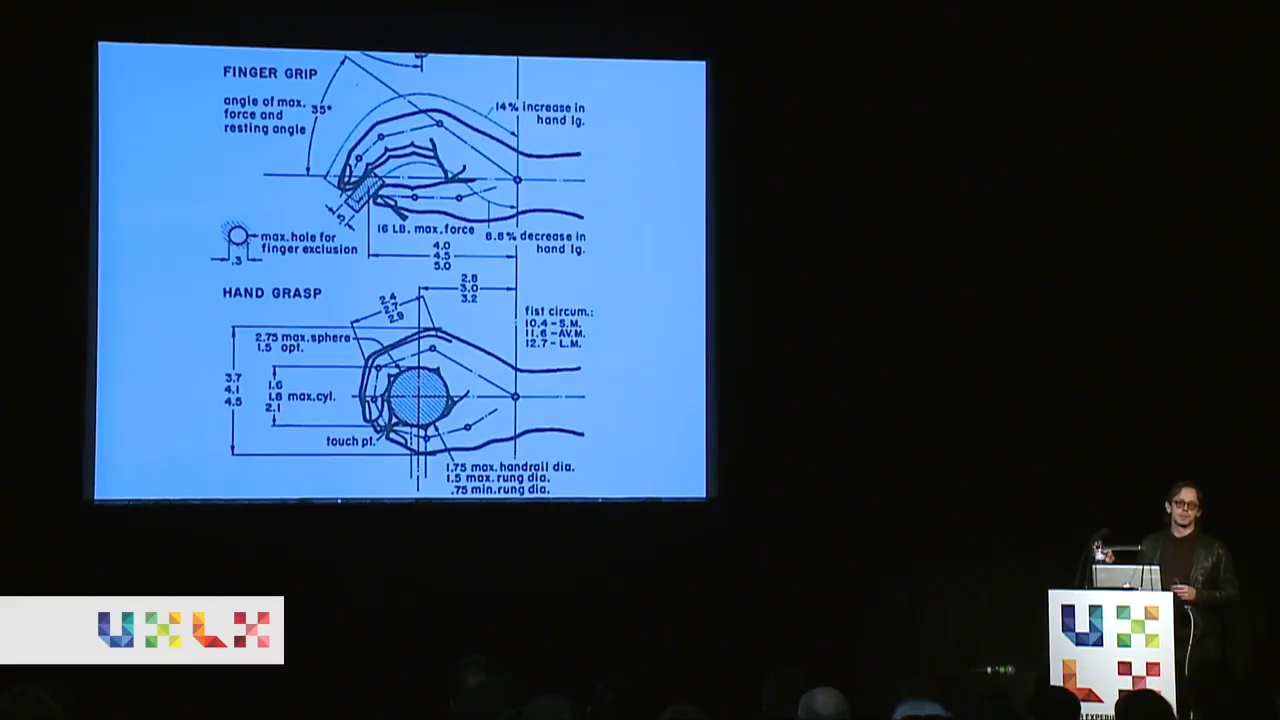 FINGER GRIP
angle of max.
force and
resting angle
35°
14% increase in
hand lg.
16 LB. max. force
8.8% decrease in
hand lg.
max. hole for
finger exclusion
.3
4.0
4.5
5.0
HAND GRASP
2.8
3.0
3.2
2.4
2.7
2.9
fist circum.:
10.4 - S.M.
11.6 - AV.M.
12.7 - L.M.
2.75 max. sphere
1.5 opt.
3.7
4.1
4.5
1.6
1.8 max. cyl.
2.1
touch pt.
1.75 max. handrail dia.
1.5 max. rung dia.
.75 min. rung dia.
UXLX
UX
LX